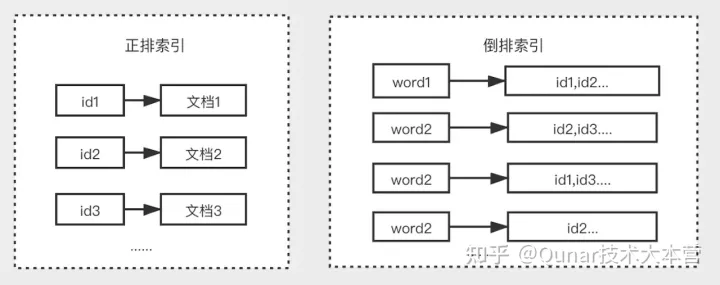 正排索引
id1 文档1
id2 文档2
id3 文档3
......
倒排索引
word1 id1,id2...
word2 id2,id3....
word2 id1,id3....
word2 id2...
知乎 @Qunar技术大本营